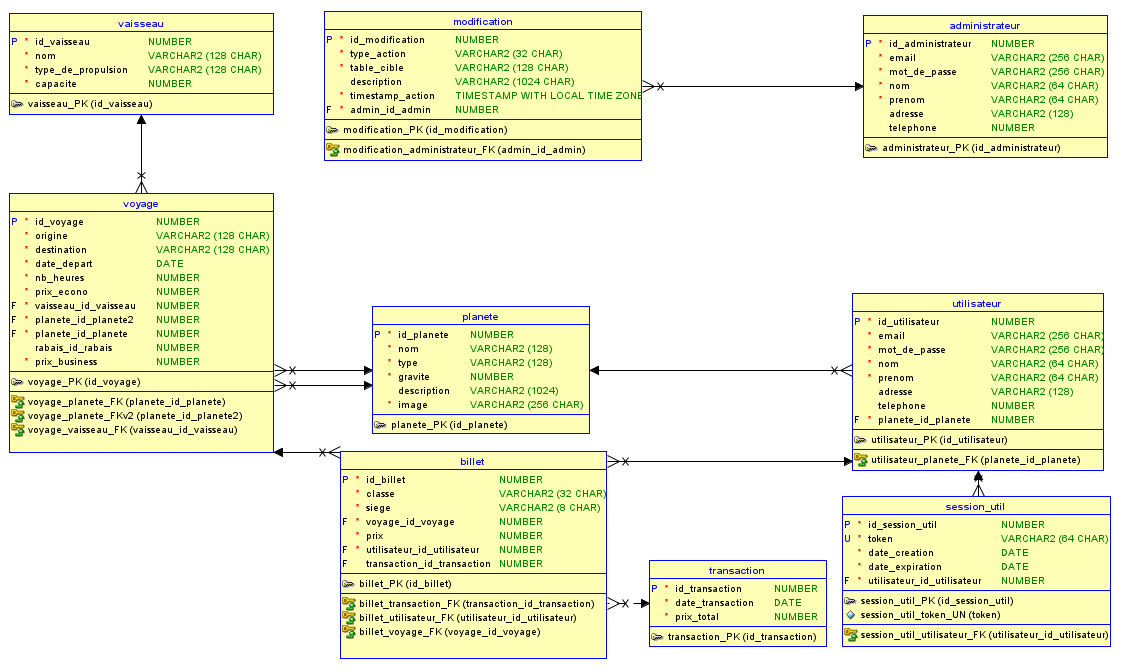 vaisseau
P * id_vaisseau NUMBER
* nom VARCHAR2 (128 CHAR)
* type_de_propulsion VARCHAR2 (128 CHAR)
* capacite NUMBER
vaisseau_PK (id_vaisseau)
modification
P * id_modification NUMBER
* type_action VARCHAR2 (32 CHAR)
* table_cible VARCHAR2 (128 CHAR)
description VARCHAR2 (1024 CHAR)
* timestamp_action TIMESTAMP WITH LOCAL TIME ZONE
F * admin_id_admin NUMBER
modification_PK (id_modification)
modification_administrateur_FK (admin_id_admin)
administrateur
P * id_administrateur NUMBER
* email VARCHAR2 (256 CHAR)
* mot_de_passe VARCHAR2 (256 CHAR)
* nom VARCHAR2 (64 CHAR)
* prenom VARCHAR2 (64 CHAR)
adresse VARCHAR2 (128)
telephone NUMBER
administrateur_PK (id_administrateur)
voyage
P * id_voyage NUMBER
* origine VARCHAR2 (128 CHAR)
* destination VARCHAR2 (128 CHAR)
* date_depart DATE
* nb_heures NUMBER
* prix_econo NUMBER
F * vaisseau_id_vaisseau NUMBER
F * planete_id_planete2 NUMBER
F * planete_id_planete NUMBER
rabais_id_rabais NUMBER
* prix_business NUMBER
voyage_PK (id_voyage)
voyage_planete_FK (planete_id_planete)
voyage_planete_FKv2 (planete_id_planete2)
voyage_vaisseau_FK (vaisseau_id_vaisseau)
planete
P * id_planete NUMBER
* nom VARCHAR2 (128)
* type VARCHAR2 (128)
* gravite NUMBER
description VARCHAR2 (1024)
* image VARCHAR2 (256 CHAR)
planete_PK (id_planete)
utilisateur
P * id_utilisateur NUMBER
* email VARCHAR2 (256 CHAR)
* mot_de_passe VARCHAR2 (256 CHAR)
* nom VARCHAR2 (64 CHAR)
* prenom VARCHAR2 (64 CHAR)
adresse VARCHAR2 (128)
telephone NUMBER
F * planete_id_planete NUMBER
utilisateur_PK (id_utilisateur)
utilisateur_planete_FK (planete_id_planete)
billet
P * id_billet NUMBER
* classe VARCHAR2 (32 CHAR)
* siege VARCHAR2 (8 CHAR)
F * voyage_id_voyage NUMBER
* prix NUMBER
F * utilisateur_id_utilisateur NUMBER
F transaction_id_transaction NUMBER
billet_PK (id_billet)
billet_transaction_FK (transaction_id_transaction)
billet_utilisateur_FK (utilisateur_id_utilisateur)
billet_voyage_FK (voyage_id_voyage)
transaction
P * id_transaction NUMBER
* date_transaction DATE
* prix_total NUMBER
transaction_PK (id_transaction)
session_util
P * id_session_util NUMBER
U * token VARCHAR2 (64 CHAR)
* date_creation DATE
* date_expiration DATE
F * utilisateur_id_utilisateur NUMBER
session_util_PK (id_session_util)
session_util_token_UN (token)
session_util_utilisateur_FK (utilisateur_id_utilisateur)